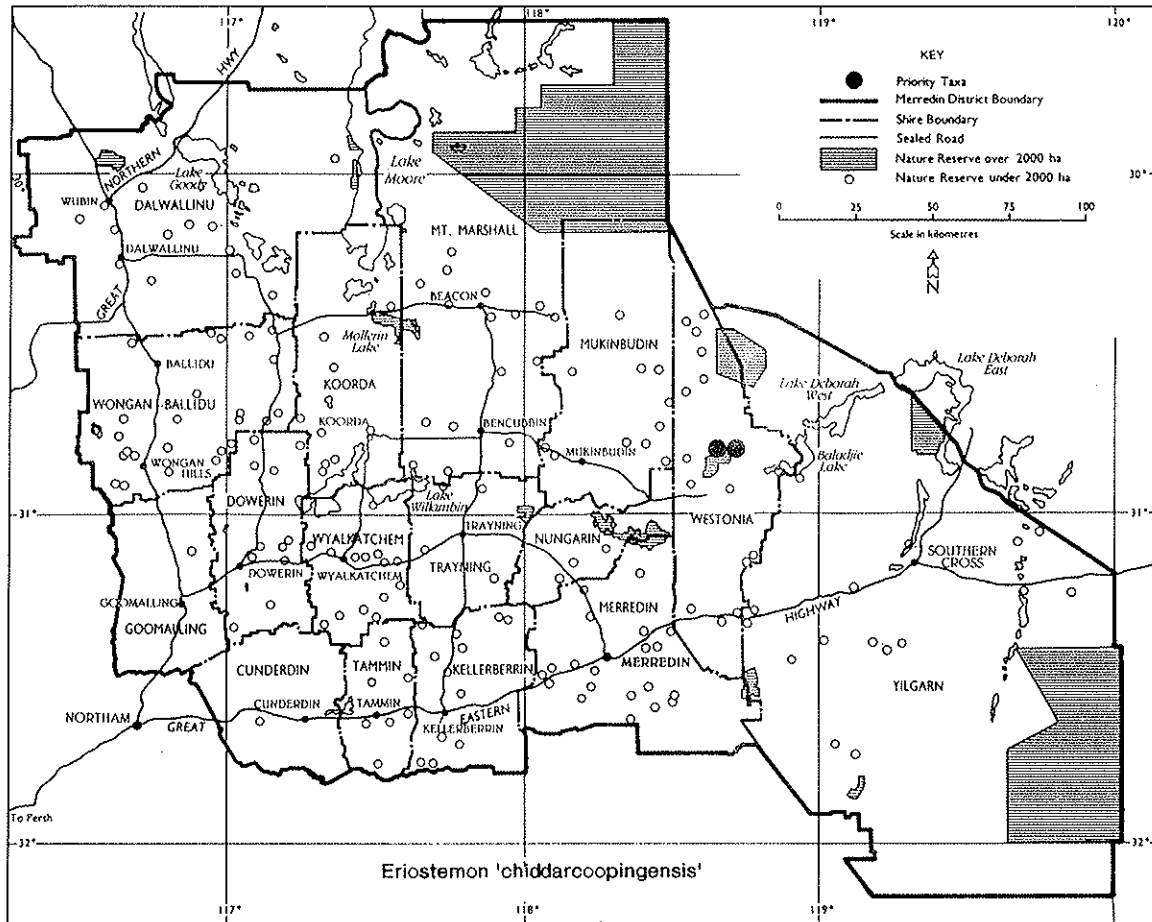 117°
118°
119°
120°
KEY
Priority Taxa
Merredin District Boundary
Shire Boundary
Sealed Road
Nature Reserve over 2000 ha
Nature Reserve under 2000 ha
0 25 50 75 100
Scale in kilometres
N
HWY
NORTHERN
Lake Goody
Lake Moore
30°
30°
WUBIN
DALWALLINU
DALWALLINU
MT. MARSHALL
GREAT
BEACON
Mollerin Lake
MUKINBUDIN
Lake Deborah East
BALLIDU
KOORDA
Lake Deborah West
WONGAN-BALLIDU
KOORDA
BENCUBBIN
MUKINBUDIN
Baladjie Lake
WONGAN HILLS
DOWERIN
Lake Wallambin
31°
31°
WESTONIA
WYALKATCHEM
TRAYNING
NUNGARIN
SOUTHERN CROSS
DOWERIN
WYALKATCHEM
TRAYNING
GOOMALLING
MERREDIN
HIGHWAY
GOOMALLING
CUNDERDIN
TAMMIN
KELLERBERRIN
MERREDIN
YILGARN
CUNDERDIN
TAMMIN
EASTERN
NORTHAM
GREAT
KELLERBERRIN
To Perth
32°
32°
Eriostemon 'chiddarcoopingensis'
117°
118°
119°